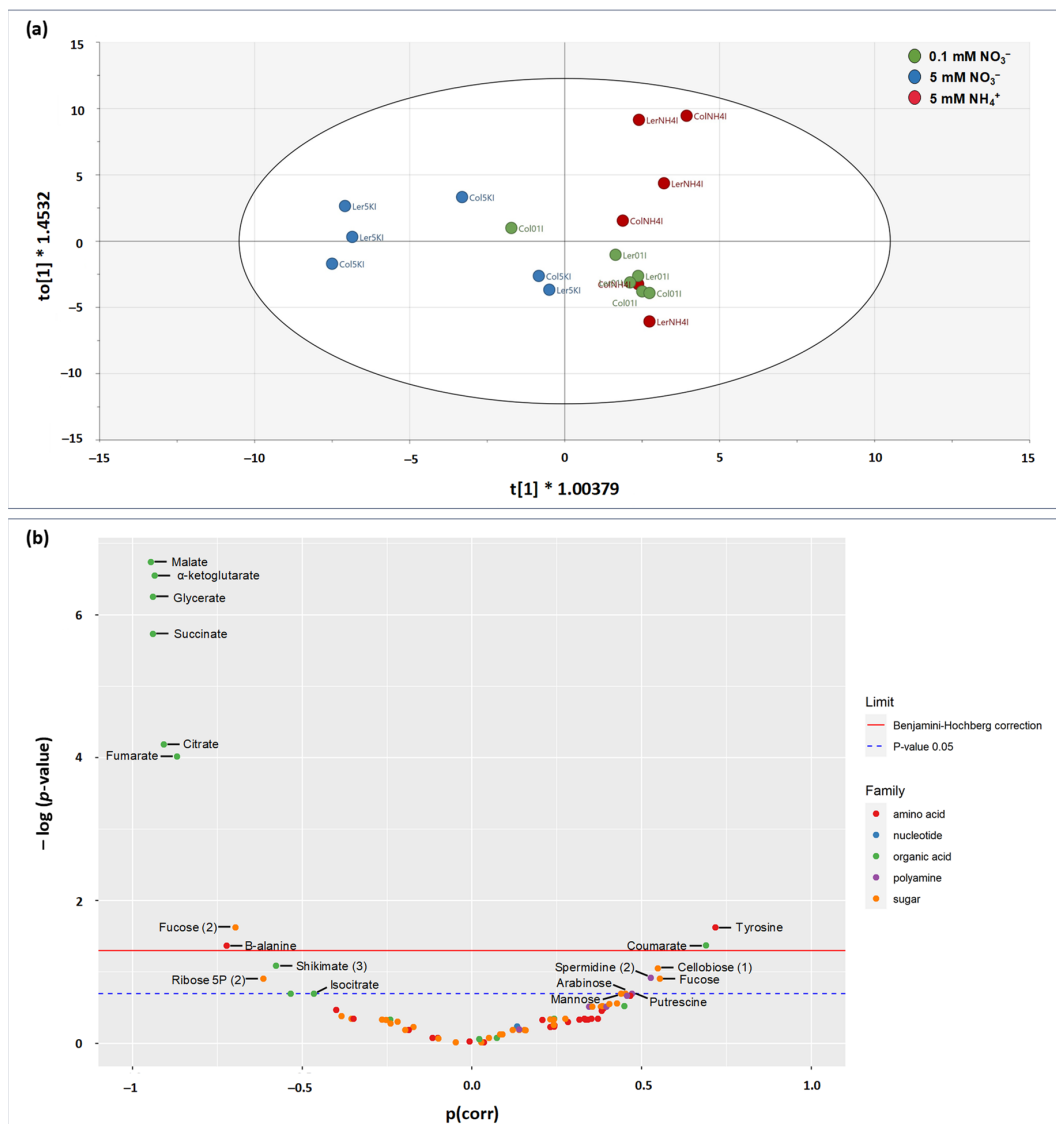 (a)
15
10
5
0
−5
−10
−15
to[1] * 1.4532
0.1 mM NO₃⁻
5 mM NO₃⁻
5 mM NH₄⁺
LerNH4I
ColNH4I
LerNH4I
Col5KI
Ler5KI
ColNH4I
Col01I
Ler5KI
Ler01I
Col5KI
Col5KI
Ler01I
ColNH4I
Ler5KI
Col01I
Col01I
LerNH4I
−15
−10
−5
0
5
10
15
t[1] * 1.00379
(b)
Malate
α-ketoglutarate
Glycerate
6
Succinate
Citrate
Fumarate
4
− log (p-value)
2
Fucose (2)
Tyrosine
B-alanine
Coumarate
Shikimate (3)
Spermidine (2)
Cellobiose (1)
Ribose 5P (2)
Isocitrate
Arabinose
Fucose
Mannose
Putrescine
0
−1
−0.5
0.0
0.5
1.0
p(corr)
Limit
Benjamini-Hochberg correction
P-value 0.05
Family
amino acid
nucleotide
organic acid
polyamine
sugar